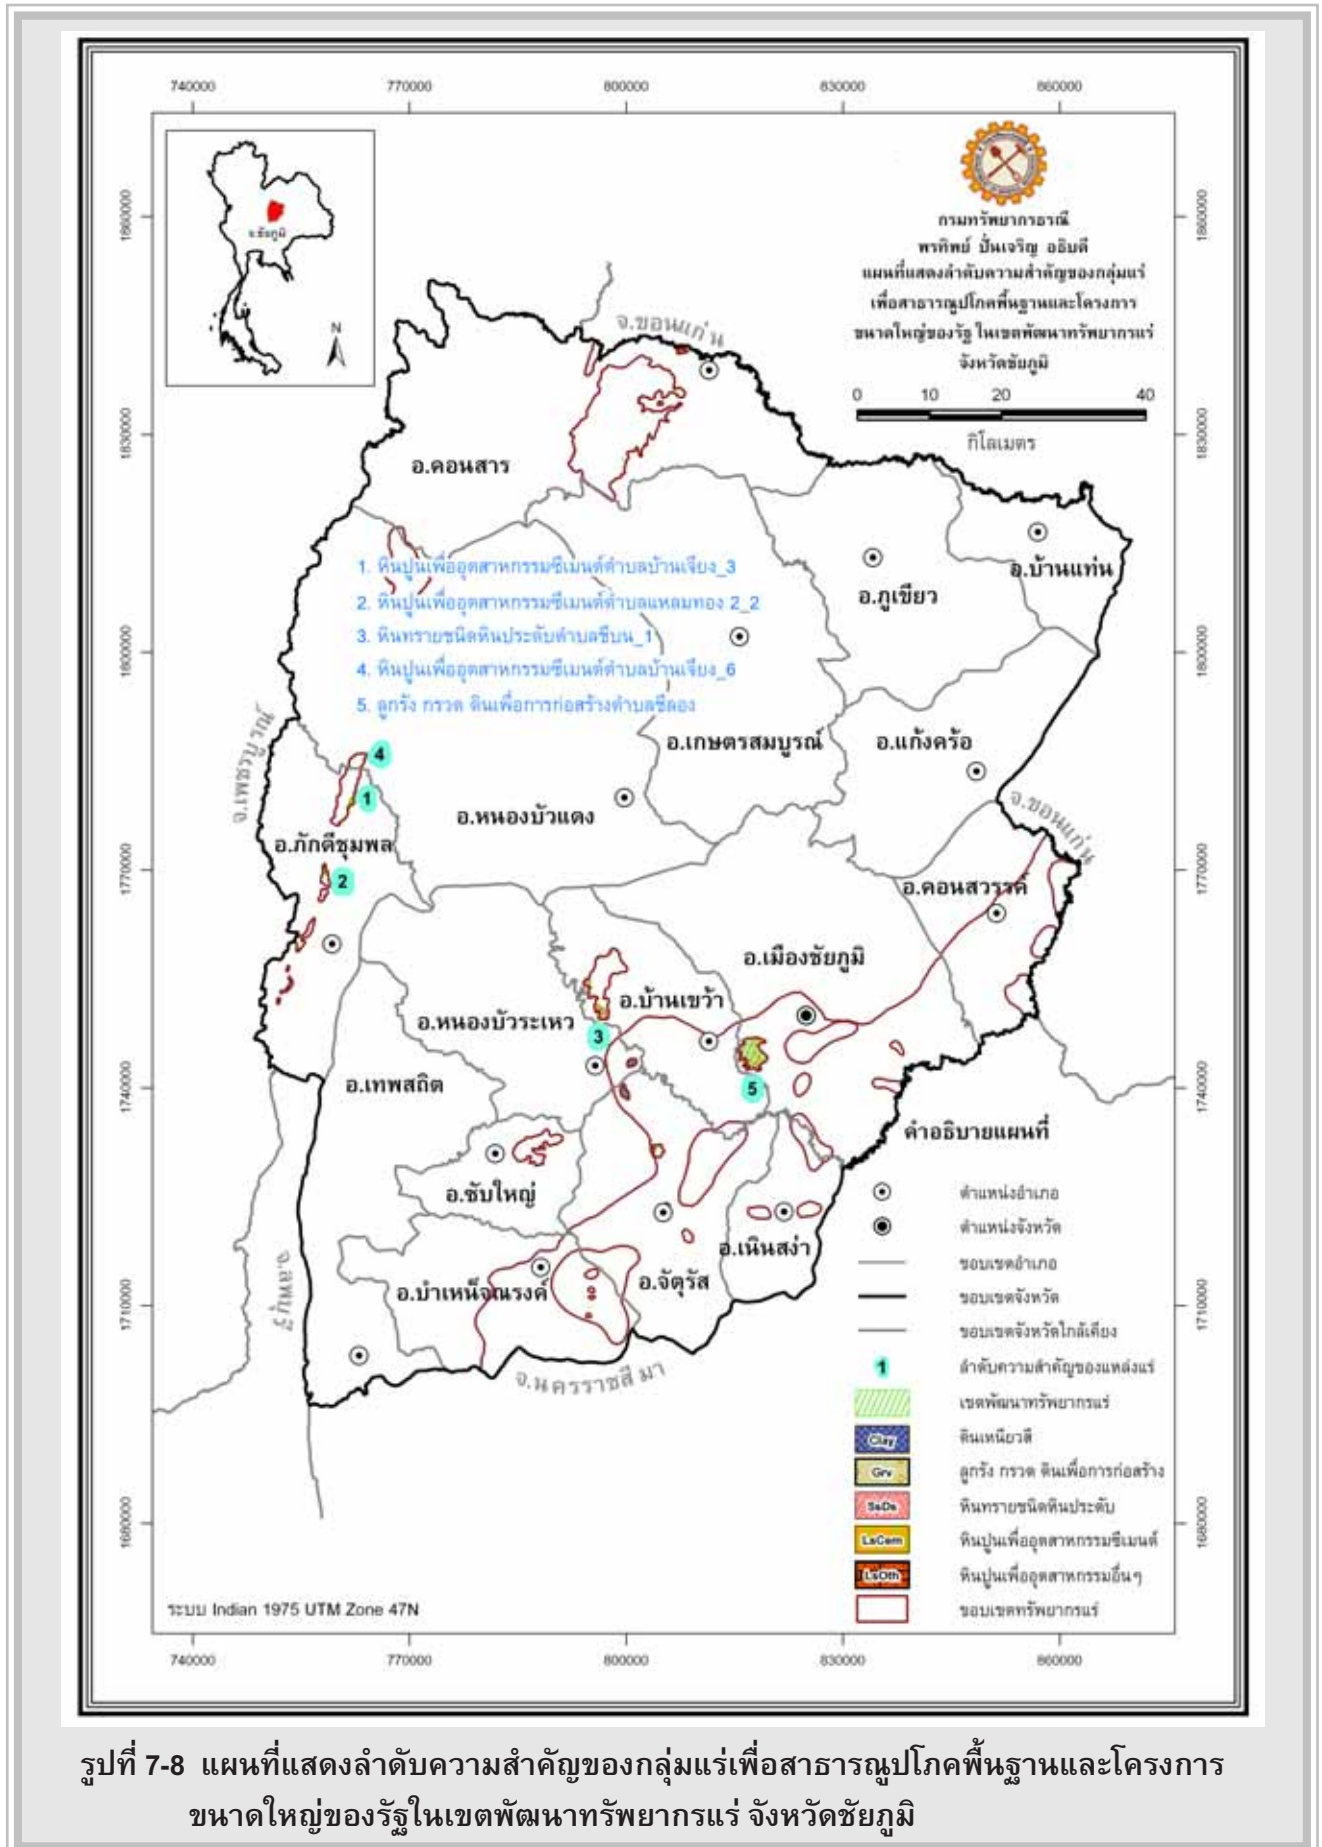 740000 770000 800000 830000 860000
1860000
1830000
1800000
1770000
1740000
1710000
1680000
จ.ชัยภูมิ
N
กรมทรัพยากรธรณี
พรทิพย์ ปั่นเจริญ อธิบดี
แผนที่แสดงลำดับความสำคัญของกลุ่มแร่
เพื่อสาธารณูปโภคพื้นฐานและโครงการ
ขนาดใหญ่ของรัฐ ในเขตพัฒนาทรัพยากรแร่
จังหวัดชัยภูมิ
0 10 20 40
กิโลเมตร
จ.ขอนแก่น
อ.คอนสาร
1. หินปูนเพื่ออุตสาหกรรมซีเมนต์ตำบลบ้านเจียง_3
2. หินปูนเพื่ออุตสาหกรรมซีเมนต์ตำบลแหลมทอง 2_2
3. หินทรายชนิดหินประดับตำบลชีบน_1
4. หินปูนเพื่ออุตสาหกรรมซีเมนต์ตำบลบ้านเจียง_6
5. ลูกรัง กรวด ดินเพื่อการก่อสร้างตำบลชีลอง
อ.บ้านแท่น
อ.ภูเขียว
จ.เพชรบูรณ์
อ.เกษตรสมบูรณ์
อ.แก้งคร้อ
4
1
อ.หนองบัวแดง
จ.ขอนแก่น
อ.ภักดีชุมพล
2
อ.คอนสวรรค์
อ.เมืองชัยภูมิ
อ.บ้านเขว้า
อ.หนองบัวระเหว
3
อ.เทพสถิต
5
อ.ซับใหญ่
อ.เนินสง่า
อ.จัตุรัส
อ.บำเหน็จณรงค์
จ.ลพบุรี
จ.นครราชสีมา
คำอธิบายแผนที่
ตำแหน่งอำเภอ
ตำแหน่งจังหวัด
ขอบเขตอำเภอ
ขอบเขตจังหวัด
ขอบเขตจังหวัดใกล้เคียง
1 ลำดับความสำคัญของแหล่งแร่
เขตพัฒนาทรัพยากรแร่
Clay ดินเหนียวสี
Grv ลูกรัง กรวด ดินเพื่อการก่อสร้าง
SsDs หินทรายชนิดหินประดับ
LsCem หินปูนเพื่ออุตสาหกรรมซีเมนต์
LsOth หินปูนเพื่ออุตสาหกรรมอื่นๆ
ขอบเขตทรัพยากรแร่
1860000
1830000
1800000
1770000
1740000
1710000
1680000
ระบบ Indian 1975 UTM Zone 47N
740000 770000 800000 830000 860000
รูปที่ 7-8 แผนที่แสดงลำดับความสำคัญของกลุ่มแร่เพื่อสาธารณูปโภคพื้นฐานและโครงการ
ขนาดใหญ่ของรัฐในเขตพัฒนาทรัพยากรแร่ จังหวัดชัยภูมิ